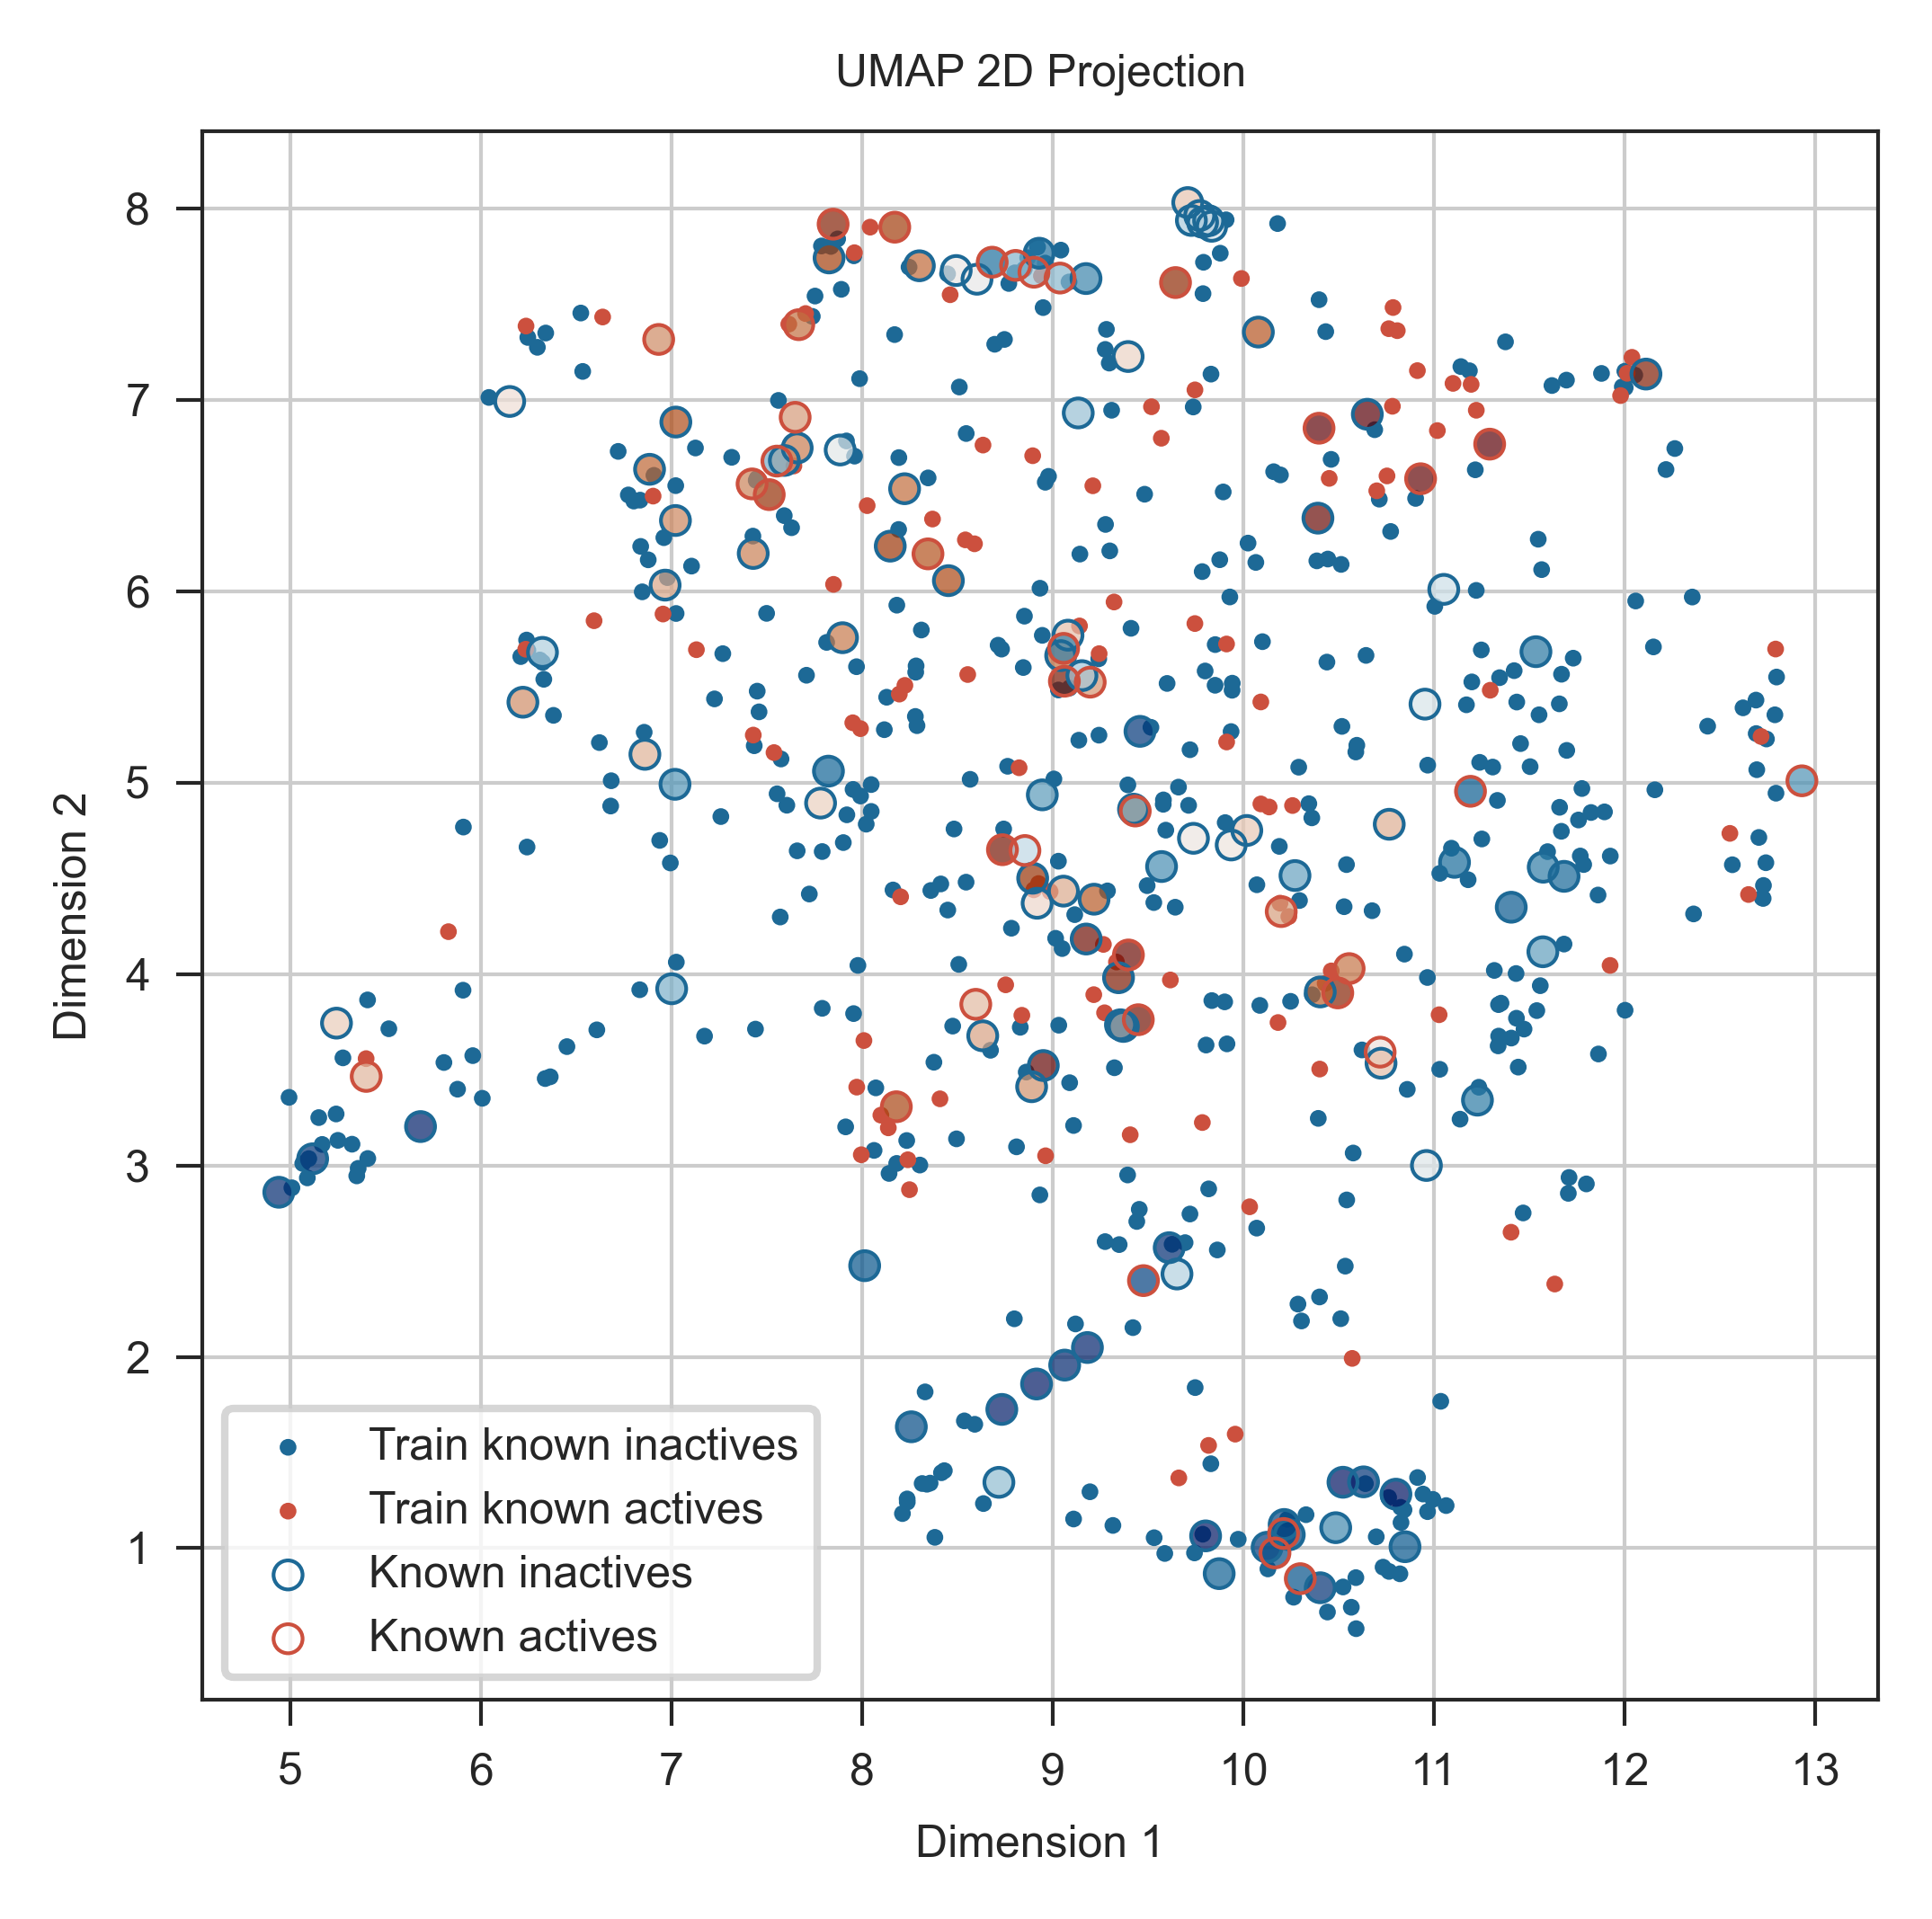 UMAP 2D Projection
8
7
6
5
4
3
2
1
Dimension 2
Train known inactives
Train known actives
Known inactives
Known actives
5 6 7 8 9 10 11 12 13
Dimension 1